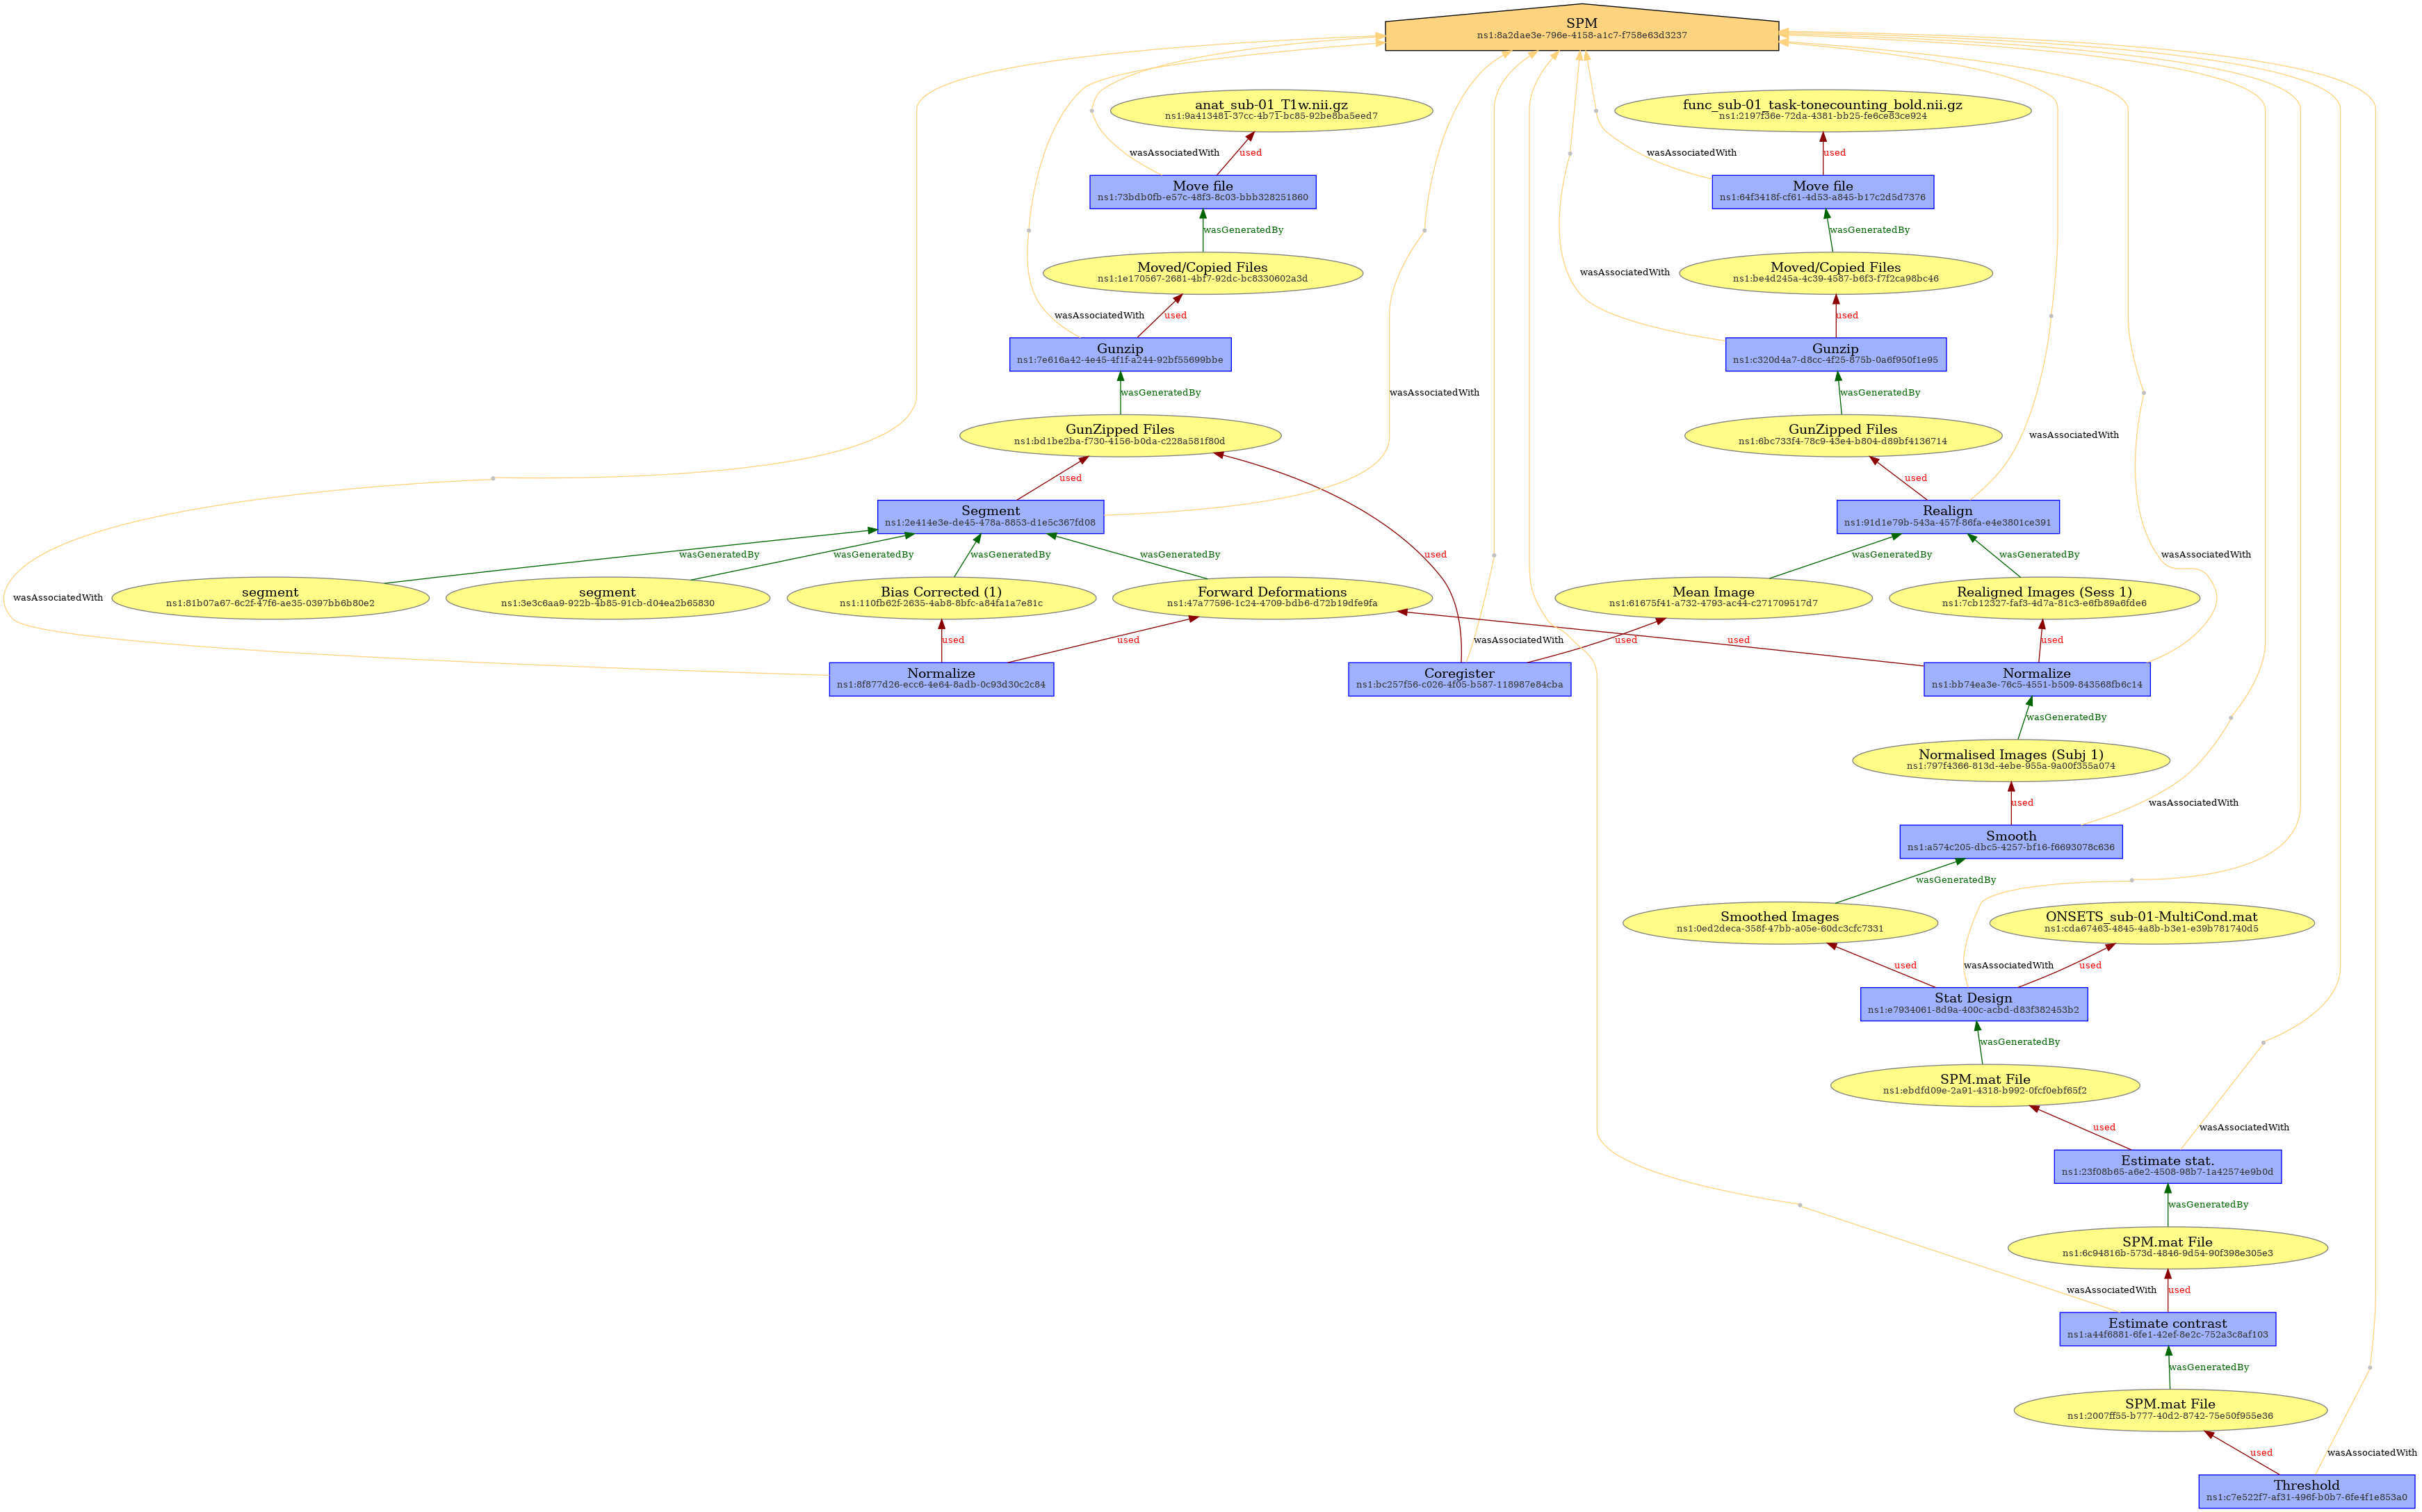 SPM
ns1:8a2dae3e-796e-4158-a1c7-f758e63d3237
anat_sub-01_T1w.nii.gz
ns1:9a413481-37cc-4b71-bc85-92be8ba5eed7
func_sub-01_task-tonecounting_bold.nii.gz
ns1:2197f36e-72da-4381-bb25-fe6ce83ce924
wasAssociatedWith
used
wasAssociatedWith
used
Move file
ns1:73bdb0fb-e57c-48f3-8c03-bbb328251860
Move file
ns1:64f3418f-cf61-4d53-a845-b17c2d5d7376
wasGeneratedBy
wasGeneratedBy
Moved/Copied Files
ns1:1e170567-2681-4bf7-92dc-bc8330602a3d
Moved/Copied Files
ns1:be4d245a-4c39-4587-b6f3-f7f2ca98bc46
wasAssociatedWith
used
wasAssociatedWith
used
Gunzip
ns1:7e616a42-4e45-4f1f-a244-92bf55699bbe
Gunzip
ns1:c320d4a7-d8cc-4f25-875b-0a6f950f1e95
wasGeneratedBy
wasAssociatedWith
wasGeneratedBy
GunZipped Files
ns1:bd1be2ba-f730-4156-b0da-c228a581f80d
GunZipped Files
ns1:6bc733f4-78c9-43e4-b804-d89bf4136714
wasAssociatedWith
used
used
Segment
ns1:2e414e3e-de45-478a-8853-d1e5c367fd08
Realign
ns1:91d1e79b-543a-457f-86fa-e4e3801ce391
wasGeneratedBy
wasGeneratedBy
wasGeneratedBy
wasGeneratedBy
used
wasGeneratedBy
wasGeneratedBy
wasAssociatedWith
wasAssociatedWith
segment
ns1:81b07a67-6c2f-47f6-ae35-0397bb6b80e2
segment
ns1:3e3c6aa9-922b-4b85-91cb-d04ea2b65830
Bias Corrected (1)
ns1:110fb62f-2635-4ab8-8bfc-a84fa1a7e81c
Forward Deformations
ns1:47a77596-1c24-4709-bdb6-d72b19dfe9fa
Mean Image
ns1:61675f41-a732-4793-ac44-c271709517d7
Realigned Images (Sess 1)
ns1:7cb12327-faf3-4d7a-81c3-e6fb89a6fde6
used
used
wasAssociatedWith
used
used
used
Normalize
ns1:8f877d26-ecc6-4e64-8adb-0c93d30c2c84
Coregister
ns1:bc257f56-c026-4f05-b587-118987e84cba
Normalize
ns1:bb74ea3e-76c5-4551-b509-843568fb6c14
wasGeneratedBy
Normalised Images (Subj 1)
ns1:797f4366-813d-4ebe-955a-9a00f355a074
used
wasAssociatedWith
Smooth
ns1:a574c205-dbc5-4257-bf16-f6693078c636
wasGeneratedBy
Smoothed Images
ns1:0ed2deca-358f-47bb-a05e-60dc3cfc7331
ONSETS_sub-01-MultiCond.mat
ns1:cda67463-4845-4a8b-b3e1-e39b781740d5
used
wasAssociatedWith
used
Stat Design
ns1:e7934061-8d9a-400c-acbd-d83f382453b2
wasGeneratedBy
SPM.mat File
ns1:ebdfd09e-2a91-4318-b992-0fcf0ebf65f2
used
wasAssociatedWith
Estimate stat.
ns1:23f08b65-a6e2-4508-98b7-1a42574e9b0d
wasGeneratedBy
SPM.mat File
ns1:6c94816b-573d-4846-9d54-90f398e305e3
wasAssociatedWith
used
Estimate contrast
ns1:a44f6881-6fe1-42ef-8e2c-752a3c8af103
wasGeneratedBy
SPM.mat File
ns1:2007ff55-b777-40d2-8742-75e50f955e36
used
wasAssociatedWith
Threshold
ns1:c7e522f7-af31-496f-b0b7-6fe4f1e853a0